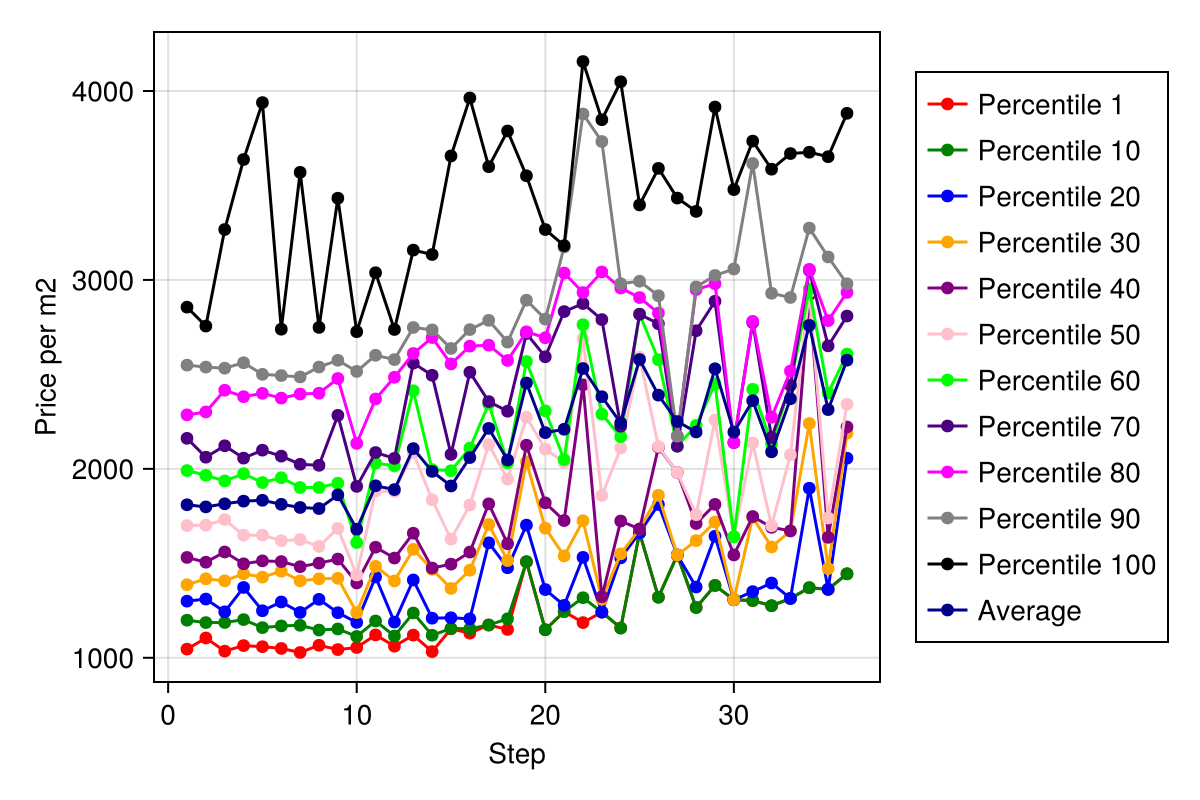 4000
3000
2000
1000
Price per m2
0
10
20
30
Step
Percentile 1
Percentile 10
Percentile 20
Percentile 30
Percentile 40
Percentile 50
Percentile 60
Percentile 70
Percentile 80
Percentile 90
Percentile 100
Average